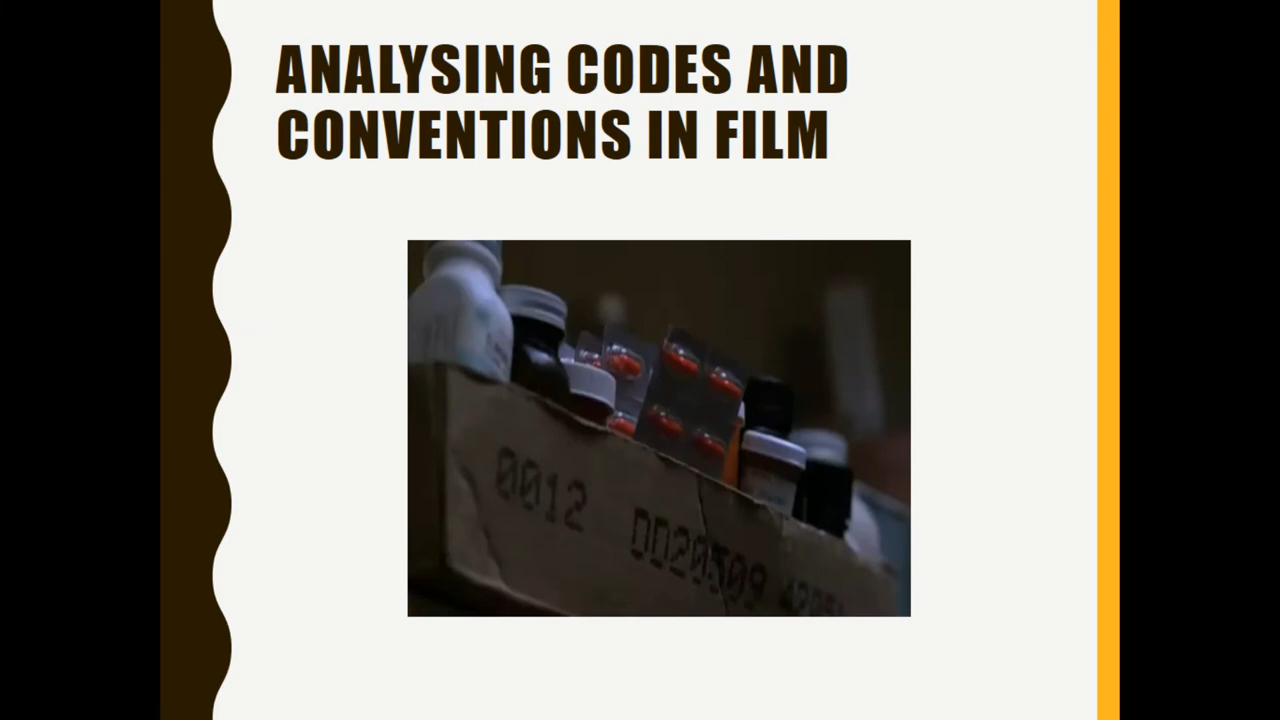 ANALYSING CODES AND
CONVENTIONS IN FILM
0012